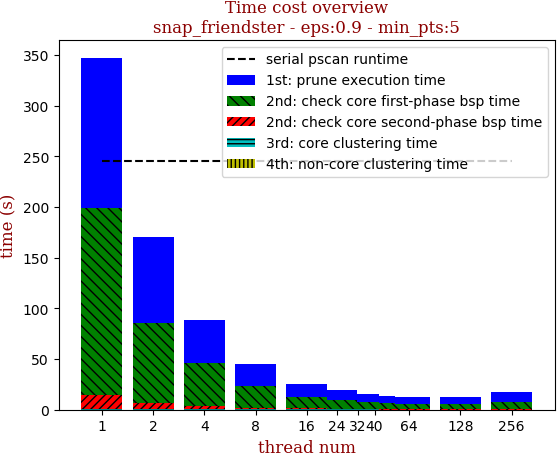 Time cost overview
snap_friendster - eps:0.9 - min_pts:5
serial pscan runtime
1st: prune execution time
2nd: check core first-phase bsp time
2nd: check core second-phase bsp time
3rd: core clustering time
4th: non-core clustering time
time (s)
350
300
250
200
150
100
50
0
1 2 4 8 16 24 32 40 64 128 256
thread num